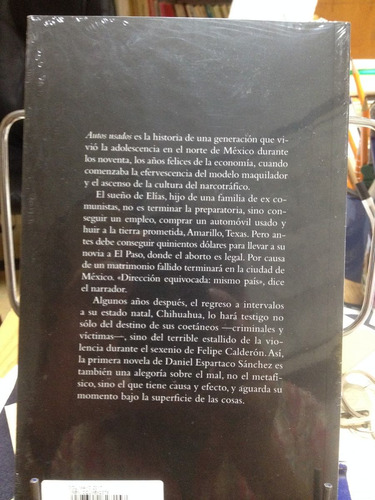 Autos usados es la historia de una generación que vi-
vió la adolescencia en el norte de México durante
los noventa, los años felices de la economía, cuando
comenzaba la efervescencia del modelo maquilador
y el ascenso de la cultura del narcotráfico.
El sueño de Elías, hijo de una familia de ex co-
munistas, no es terminar la preparatoria, sino con-
seguir un empleo, comprar un automóvil usado y
huir a la tierra prometida, Amarillo, Texas. Pero an-
tes debe conseguir quinientos dólares para llevar a su
novia a El Paso, donde el aborto es legal. Por causa
de un matrimonio fallido terminará en la ciudad de
México. «Dirección equivocada: mismo país», dice
el narrador.
Algunos años después, el regreso a intervalos
a su estado natal, Chihuahua, lo hará testigo no
sólo del destino de sus coetáneos —criminales y
víctimas—, sino del terrible estallido de la vio-
lencia durante el sexenio de Felipe Calderón. Así,
la primera novela de Daniel Espartaco Sánchez es
también una alegoría sobre el mal, no el metafí-
sico, sino el que tiene causa y efecto, y aguarda su
momento bajo la superficie de las cosas.